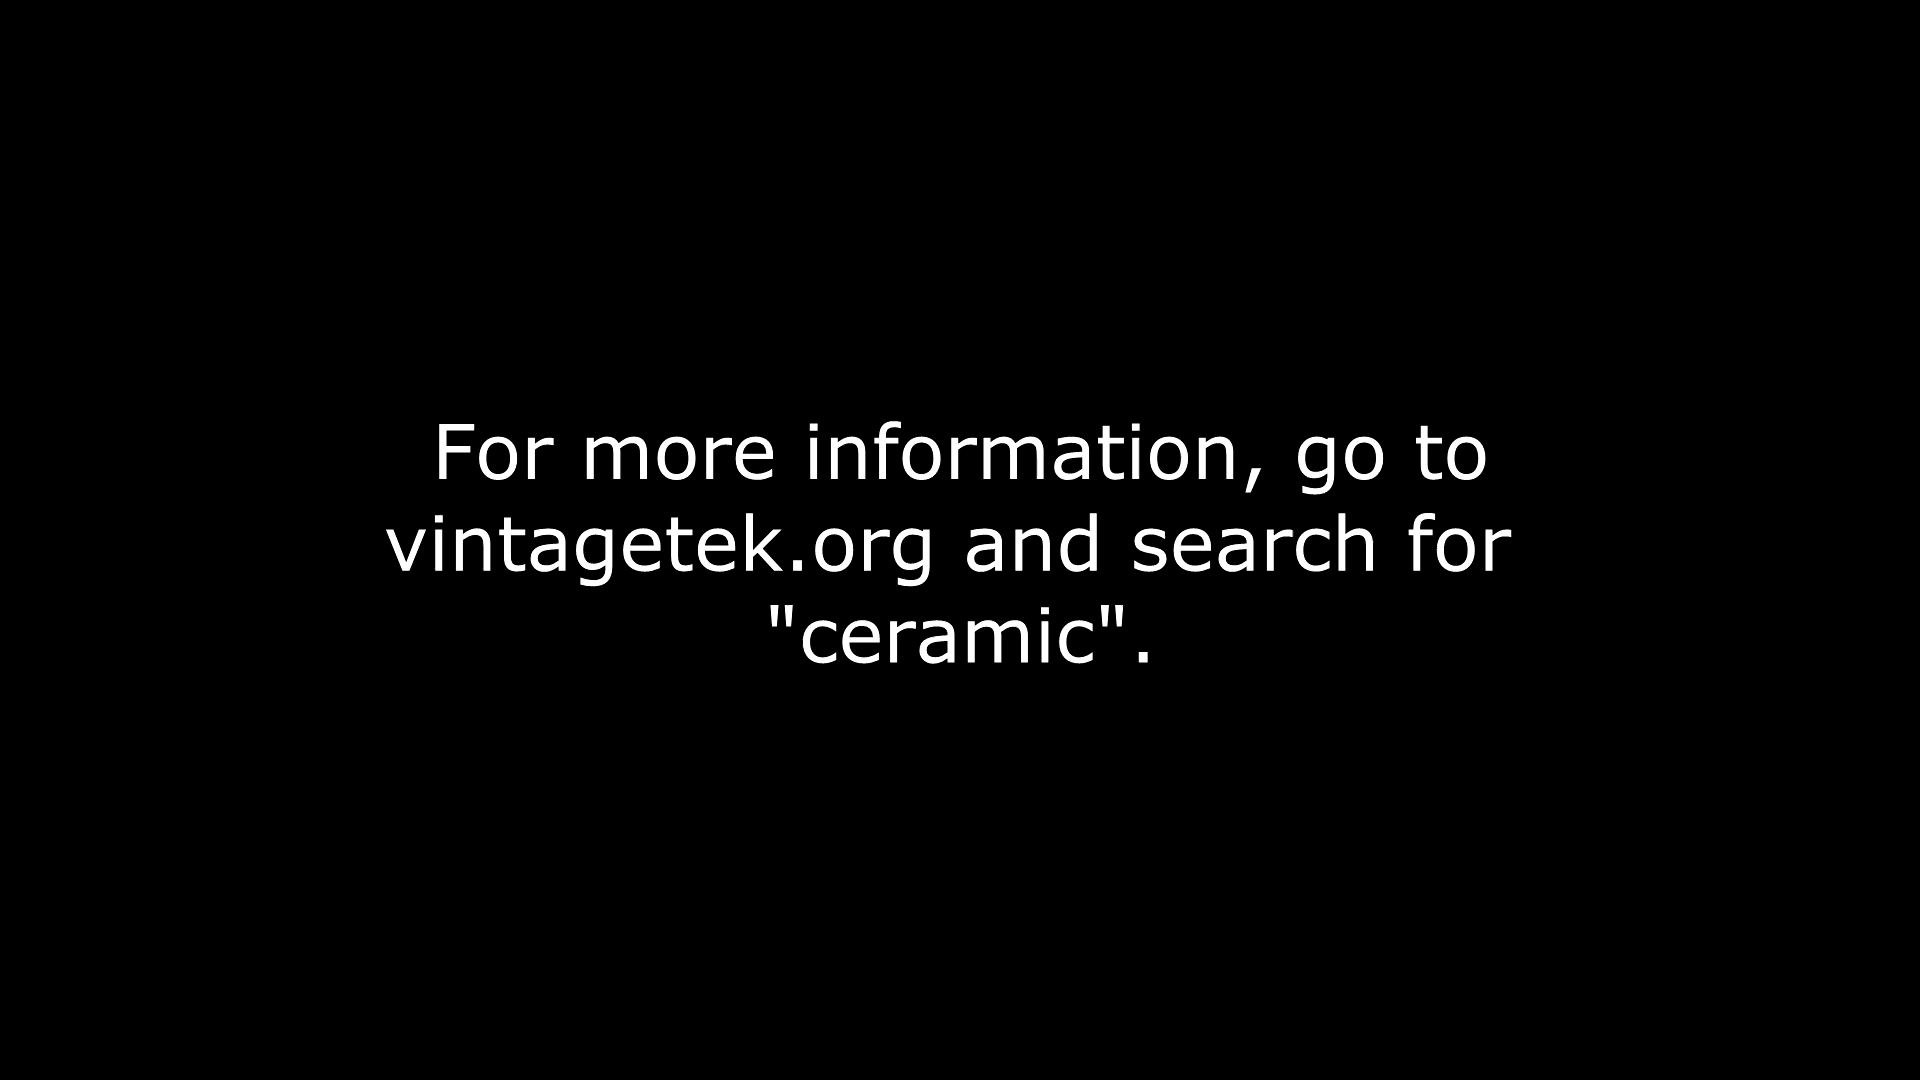 For more information, go to
vintagetek.org and search for
"ceramic".